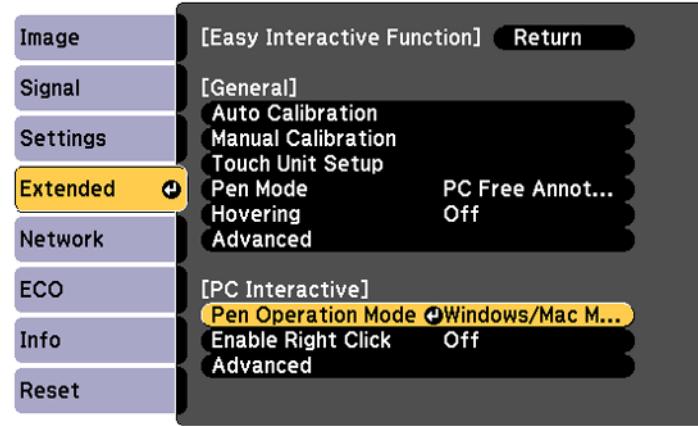 Image
Signal
Settings
Extended
Network
ECO
Info
Reset
[Easy Interactive Function] Return
[General]
Auto Calibration
Manual Calibration
Touch Unit Setup
Pen Mode PC Free Annot...
Hovering Off
Advanced
[PC Interactive]
Pen Operation Mode Windows/Mac M...
Enable Right Click Off
Advanced